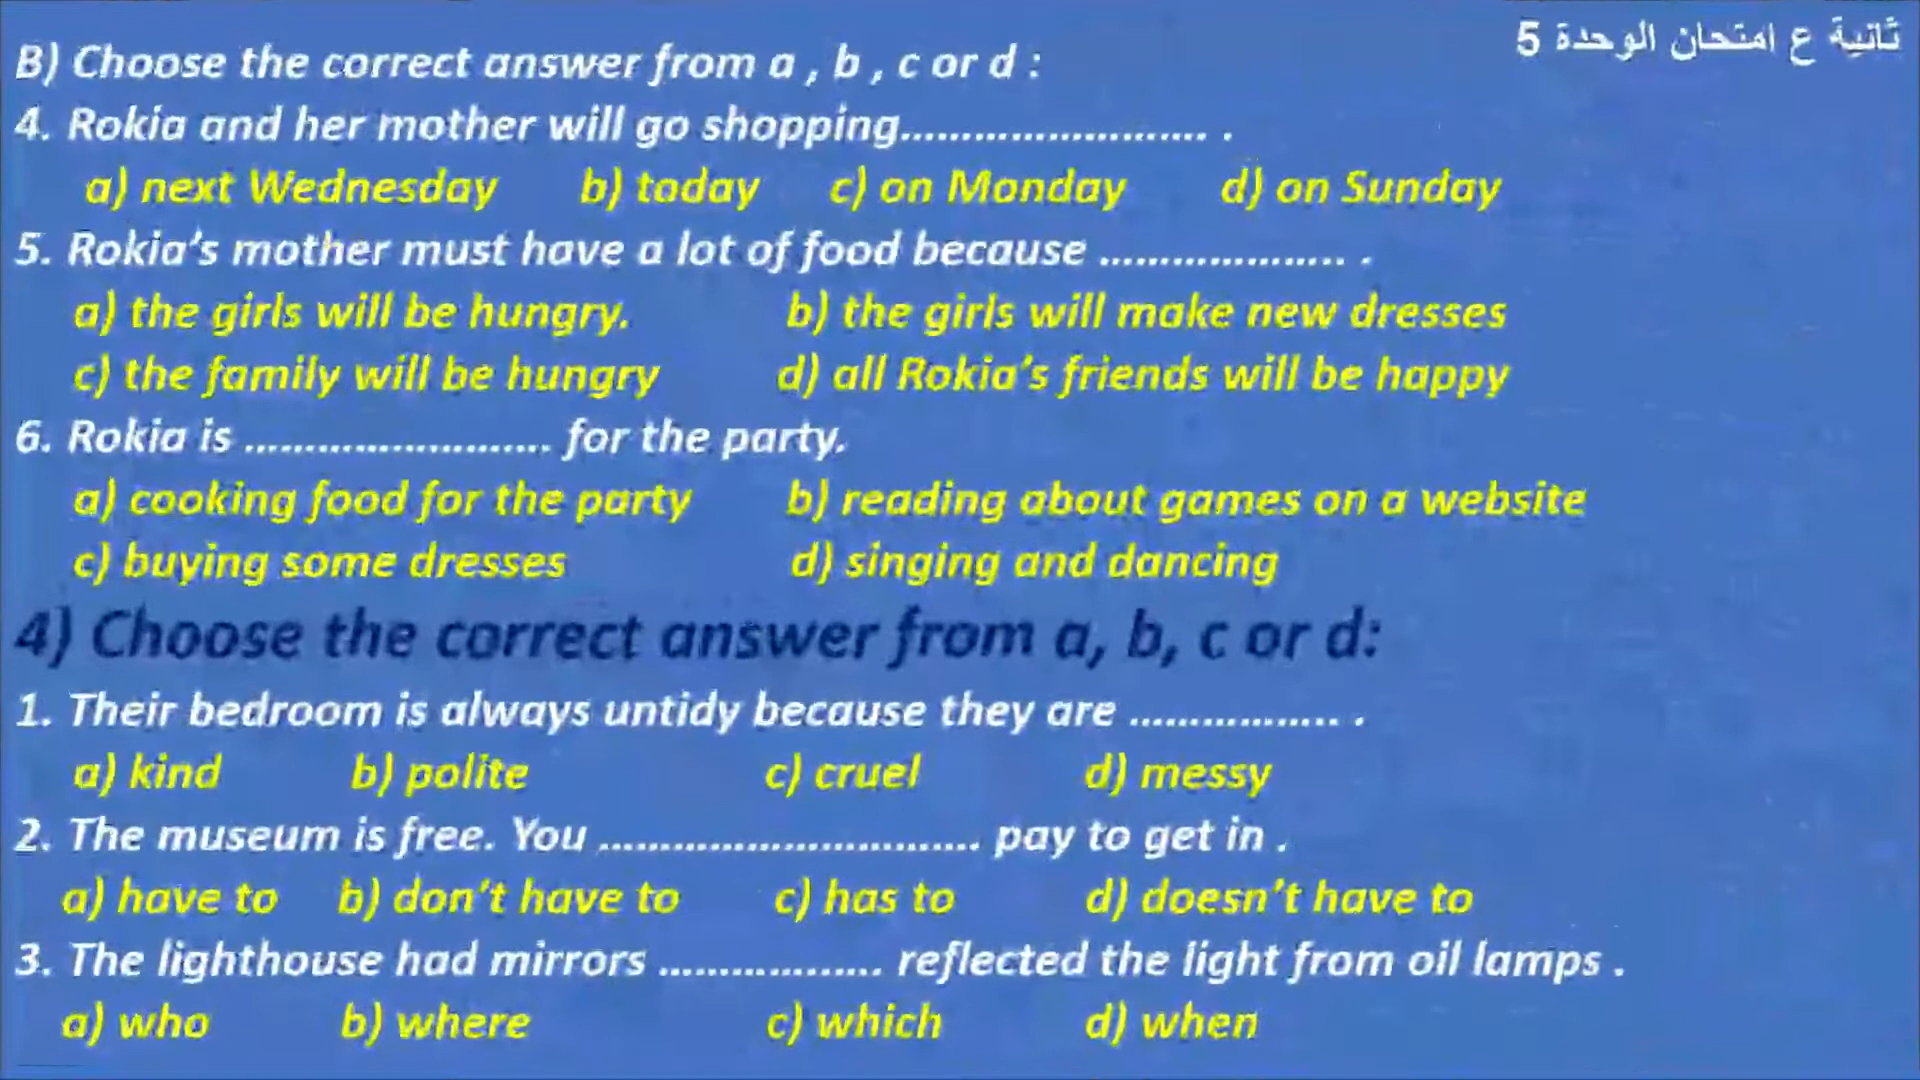 ثانية ع امتحان الوحدة 5
B) Choose the correct answer from a , b , c or d :
4. Rokia and her mother will go shopping.......................... .
a) next Wednesday b) today c) on Monday d) on Sunday
5. Rokia's mother must have a lot of food because .................... .
a) the girls will be hungry. b) the girls will make new dresses
c) the family will be hungry d) all Rokia's friends will be happy
6. Rokia is .......................... for the party.
a) cooking food for the party b) reading about games on a website
c) buying some dresses d) singing and dancing
4) Choose the correct answer from a, b, c or d:
1. Their bedroom is always untidy because they are ................. .
a) kind b) polite c) cruel d) messy
2. The museum is free. You ............................... pay to get in .
a) have to b) don't have to c) has to d) doesn't have to
3. The lighthouse had mirrors .................. reflected the light from oil lamps .
a) who b) where c) which d) when